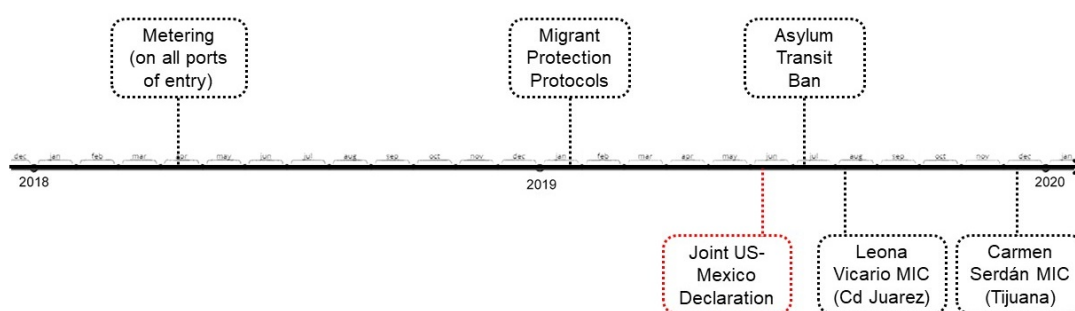 Metering
(on all ports
of entry)
Migrant
Protection
Protocols
Asylum
Transit
Ban
dec jan feb mar apr may jun jul aug sep oct nov dec jan feb mar apr may jun jul aug sep oct nov dec jan
2018 2019 2020
Joint US-
Mexico
Declaration
Leona
Vicario MIC
(Cd Juarez)
Carmen
Serdán MIC
(Tijuana)